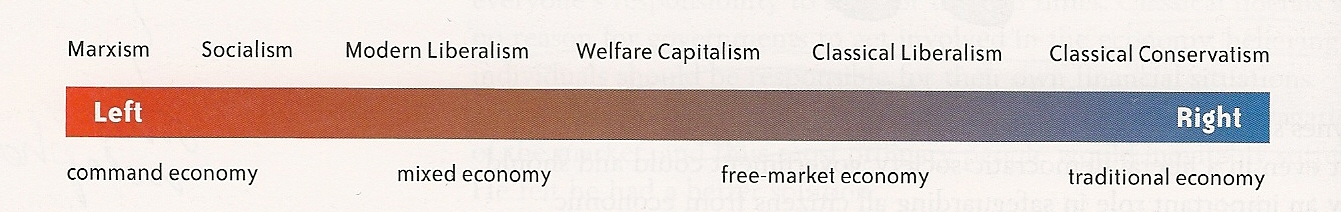 Marxism Socialism Modern Liberalism Welfare Capitalism Classical Liberalism Classical Conservatism
Left Right
command economy mixed economy free-market economy traditional economy